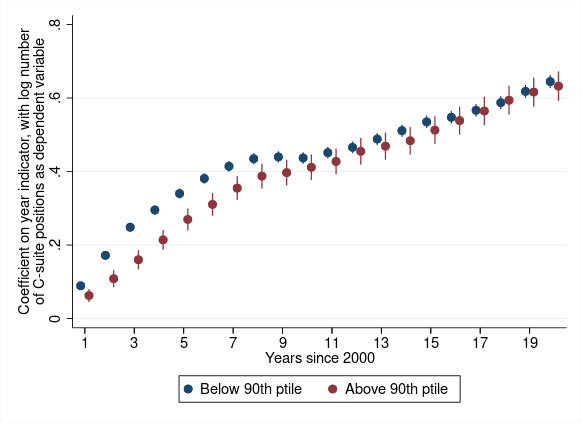 Coefficient on year indicator, with log number
of C-suite positions as dependent variable
.8
.6
.4
.2
0
1 3 5 7 9 11 13 15 17 19
Years since 2000
Below 90th ptile Above 90th ptile